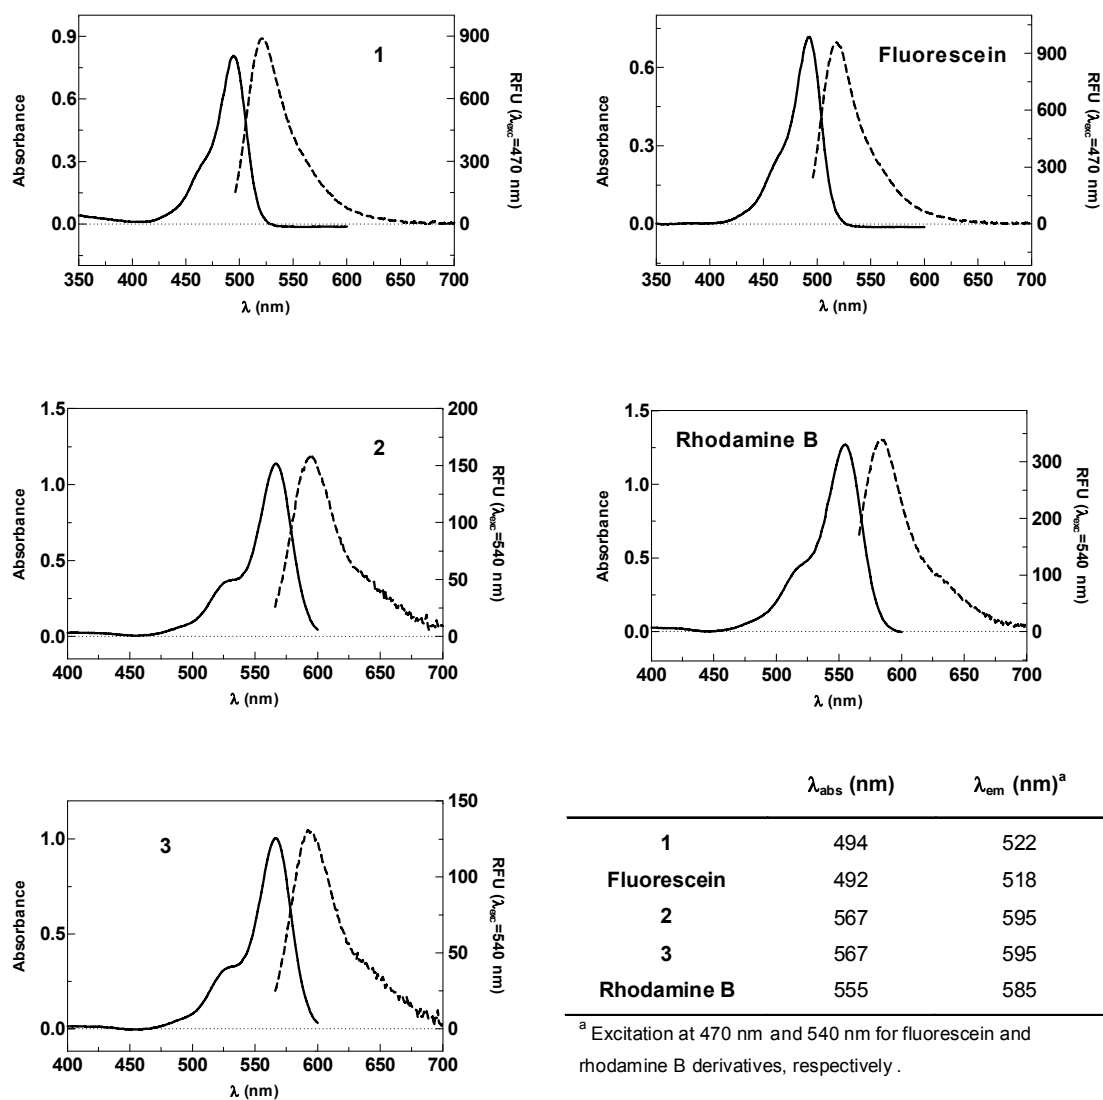 1
0.9
0.6
0.3
0.0
Absorbance
900
600
300
0
RFU (λexc=470 nm)
350 400 450 500 550 600 650 700
λ (nm)
Fluorescein
0.6
0.3
0.0
Absorbance
900
600
300
0
RFU (λexc=470 nm)
350 400 450 500 550 600 650 700
λ (nm)
2
1.5
1.0
0.5
0.0
Absorbance
200
150
100
50
0
RFU (λexc=540 nm)
400 450 500 550 600 650 700
λ (nm)
Rhodamine B
1.5
1.0
0.5
0.0
Absorbance
300
200
100
0
RFU (λexc=540 nm)
400 450 500 550 600 650 700
λ (nm)
3
1.0
0.5
0.0
Absorbance
150
100
50
0
RFU (λexc=540 nm)
400 450 500 550 600 650 700
λ (nm)
λabs (nm) λem (nm)a
1 494 522
Fluorescein 492 518
2 567 595
3 567 595
Rhodamine B 555 585
a Excitation at 470 nm and 540 nm for fluorescein and
rhodamine B derivatives, respectively .